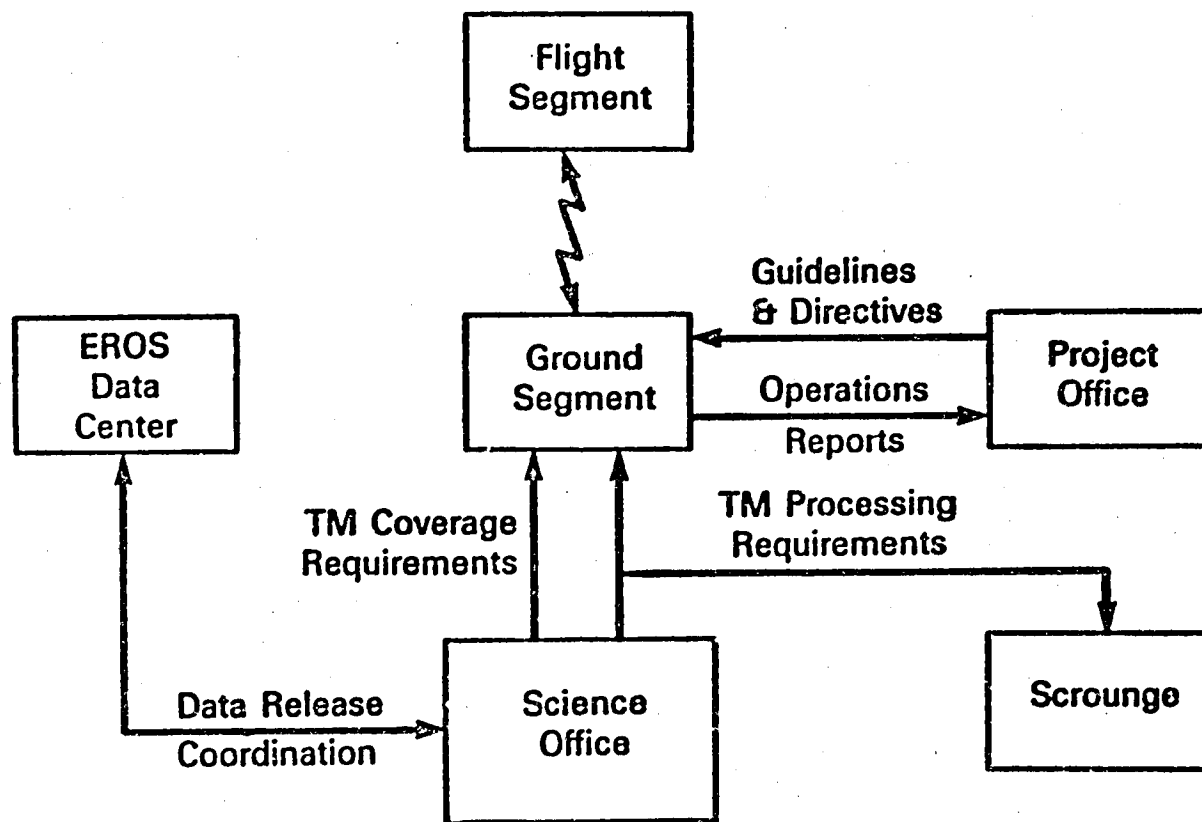 Flight
Segment
Guidelines
& Directives
EROS
Data
Center
Ground
Segment
Project
Office
Operations
Reports
TM Coverage
Requirements
TM Processing
Requirements
Data Release
Coordination
Science
Office
Scrounge